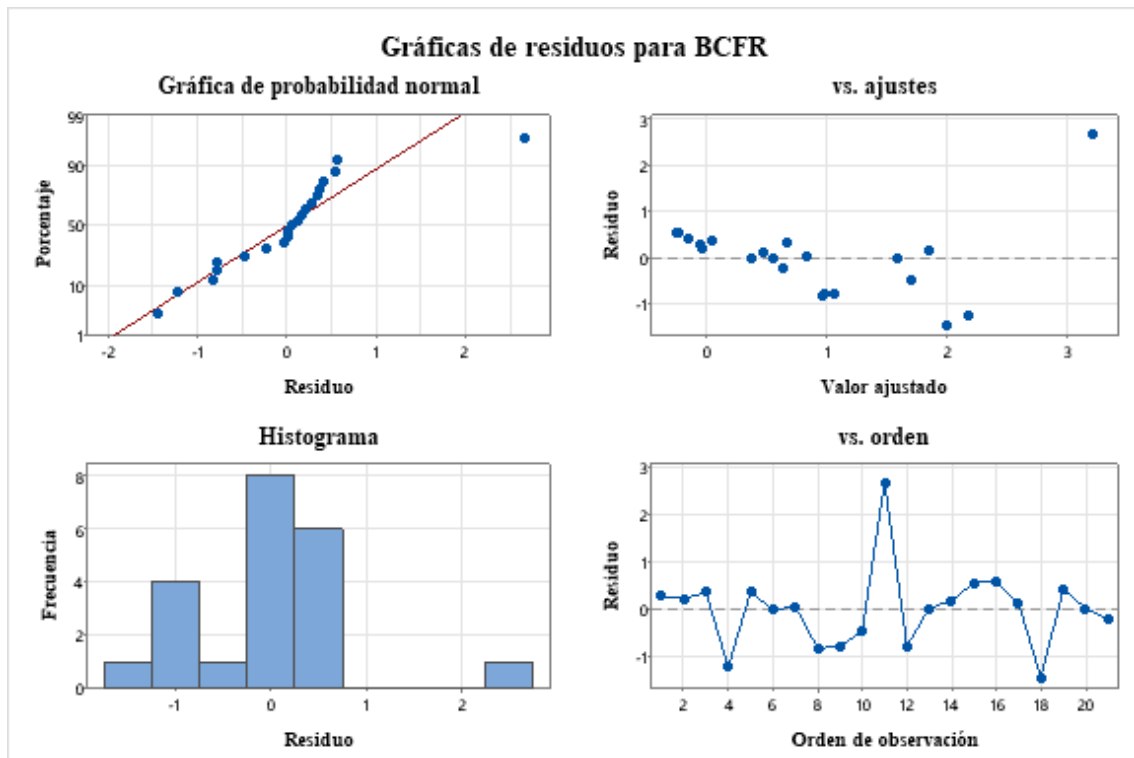 Gráficas de residuos para BCFR
Gráfica de probabilidad normal
99
90
50
10
1
Porcentaje
-2 -1 0 1 2
Residuo
vs. ajustes
3
2
1
0
-1
Residuo
0 1 2 3
Valor ajustado
Histograma
8
6
4
2
0
Frecuencia
-1 0 1 2
Residuo
vs. orden
3
2
1
0
-1
Residuo
2 4 6 8 10 12 14 16 18 20
Orden de observación